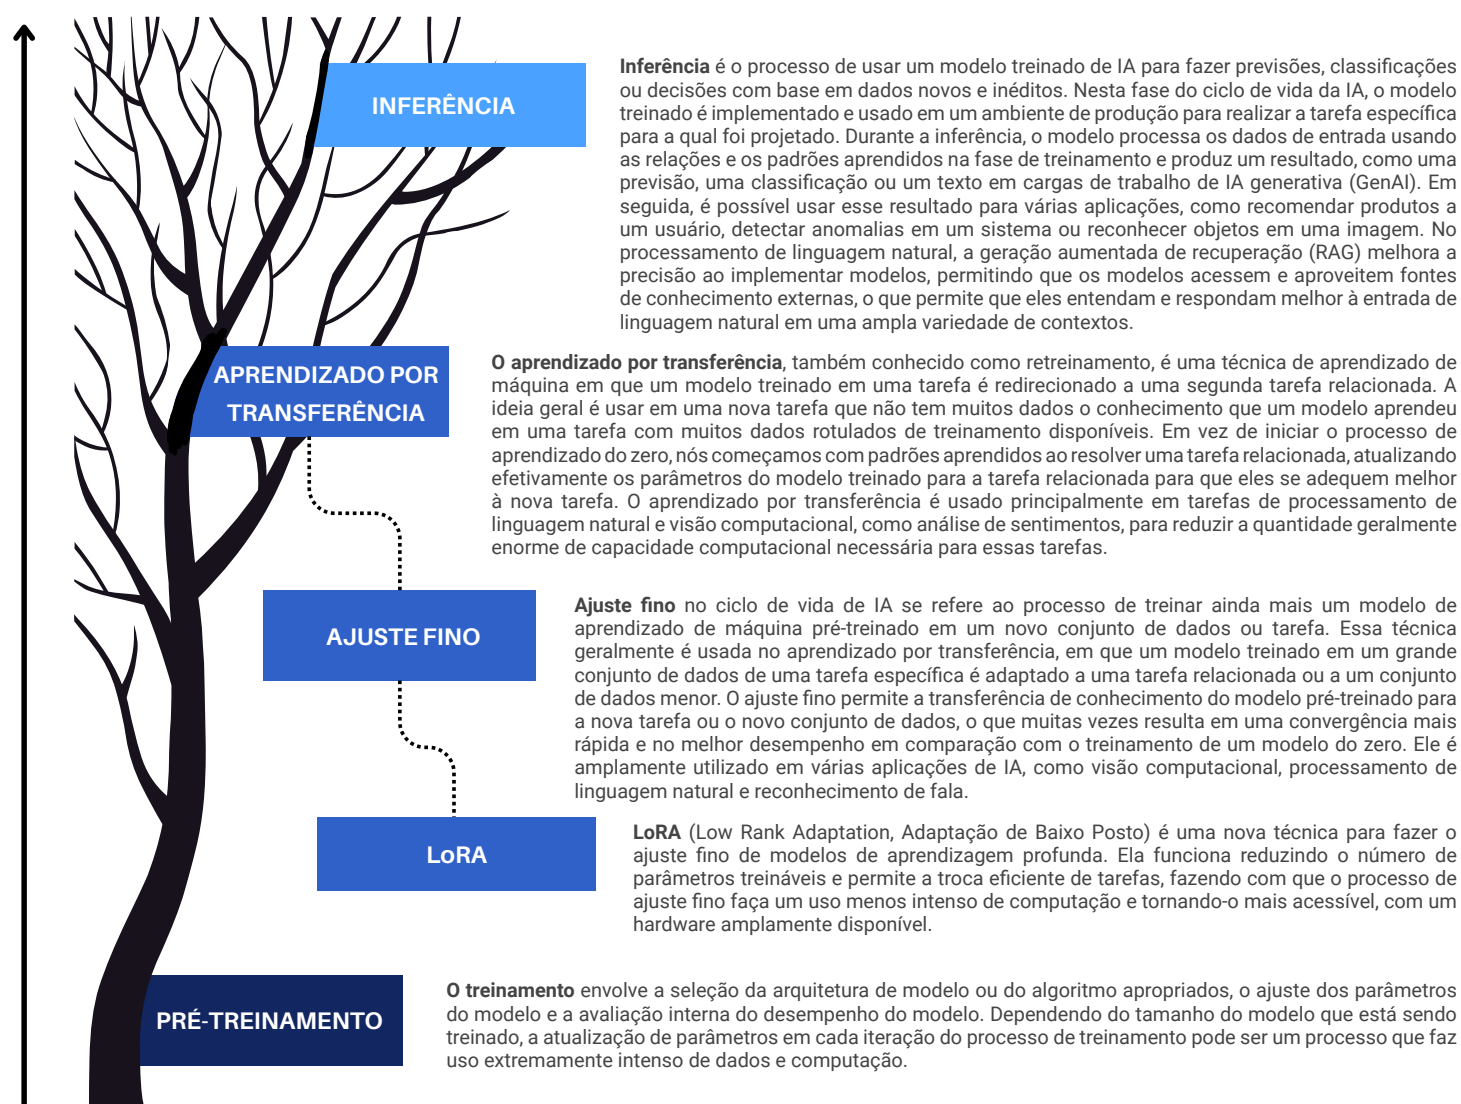 INFERÊNCIA
Inferência é o processo de usar um modelo treinado de IA para fazer previsões, classificações
ou decisões com base em dados novos e inéditos. Nesta fase do ciclo de vida da IA, o modelo
treinado é implementado e usado em um ambiente de produção para realizar a tarefa específica
para a qual foi projetado. Durante a inferência, o modelo processa os dados de entrada usando
as relações e os padrões aprendidos na fase de treinamento e produz um resultado, como uma
previsão, uma classificação ou um texto em cargas de trabalho de IA generativa (GenAI). Em
seguida, é possível usar esse resultado para várias aplicações, como recomendar produtos a
um usuário, detectar anomalias em um sistema ou reconhecer objetos em uma imagem. No
processamento de linguagem natural, a geração aumentada de recuperação (RAG) melhora a
precisão ao implementar modelos, permitindo que os modelos acessem e aproveitem fontes
de conhecimento externas, o que permite que eles entendam e respondam melhor à entrada de
linguagem natural em uma ampla variedade de contextos.
APRENDIZADO POR
TRANSFERÊNCIA
O aprendizado por transferência, também conhecido como retreinamento, é uma técnica de aprendizado de
máquina em que um modelo treinado em uma tarefa é redirecionado a uma segunda tarefa relacionada. A
ideia geral é usar em uma nova tarefa que não tem muitos dados o conhecimento que um modelo aprendeu
em uma tarefa com muitos dados rotulados de treinamento disponíveis. Em vez de iniciar o processo de
aprendizado do zero, nós começamos com padrões aprendidos ao resolver uma tarefa relacionada, atualizando
efetivamente os parâmetros do modelo treinado para a tarefa relacionada para que eles se adequem melhor
à nova tarefa. O aprendizado por transferência é usado principalmente em tarefas de processamento de
linguagem natural e visão computacional, como análise de sentimentos, para reduzir a quantidade geralmente
enorme de capacidade computacional necessária para essas tarefas.
AJUSTE FINO
Ajuste fino no ciclo de vida de IA se refere ao processo de treinar ainda mais um modelo de
aprendizado de máquina pré-treinado em um novo conjunto de dados ou tarefa. Essa técnica
geralmente é usada no aprendizado por transferência, em que um modelo treinado em um grande
conjunto de dados de uma tarefa específica é adaptado a uma tarefa relacionada ou a um conjunto
de dados menor. O ajuste fino permite a transferência de conhecimento do modelo pré-treinado para
a nova tarefa ou o novo conjunto de dados, o que muitas vezes resulta em uma convergência mais
rápida e no melhor desempenho em comparação com o treinamento de um modelo do zero. Ele é
amplamente utilizado em várias aplicações de IA, como visão computacional, processamento de
linguagem natural e reconhecimento de fala.
LoRA
LoRA (Low Rank Adaptation, Adaptação de Baixo Posto) é uma nova técnica para fazer o
ajuste fino de modelos de aprendizagem profunda. Ela funciona reduzindo o número de
parâmetros treináveis e permite a troca eficiente de tarefas, fazendo com que o processo de
ajuste fino faça um uso menos intenso de computação e tornando-o mais acessível, com um
hardware amplamente disponível.
PRÉ-TREINAMENTO
O treinamento envolve a seleção da arquitetura de modelo ou do algoritmo apropriados, o ajuste dos parâmetros
do modelo e a avaliação interna do desempenho do modelo. Dependendo do tamanho do modelo que está sendo
treinado, a atualização de parâmetros em cada iteração do processo de treinamento pode ser um processo que faz
uso extremamente intenso de dados e computação.